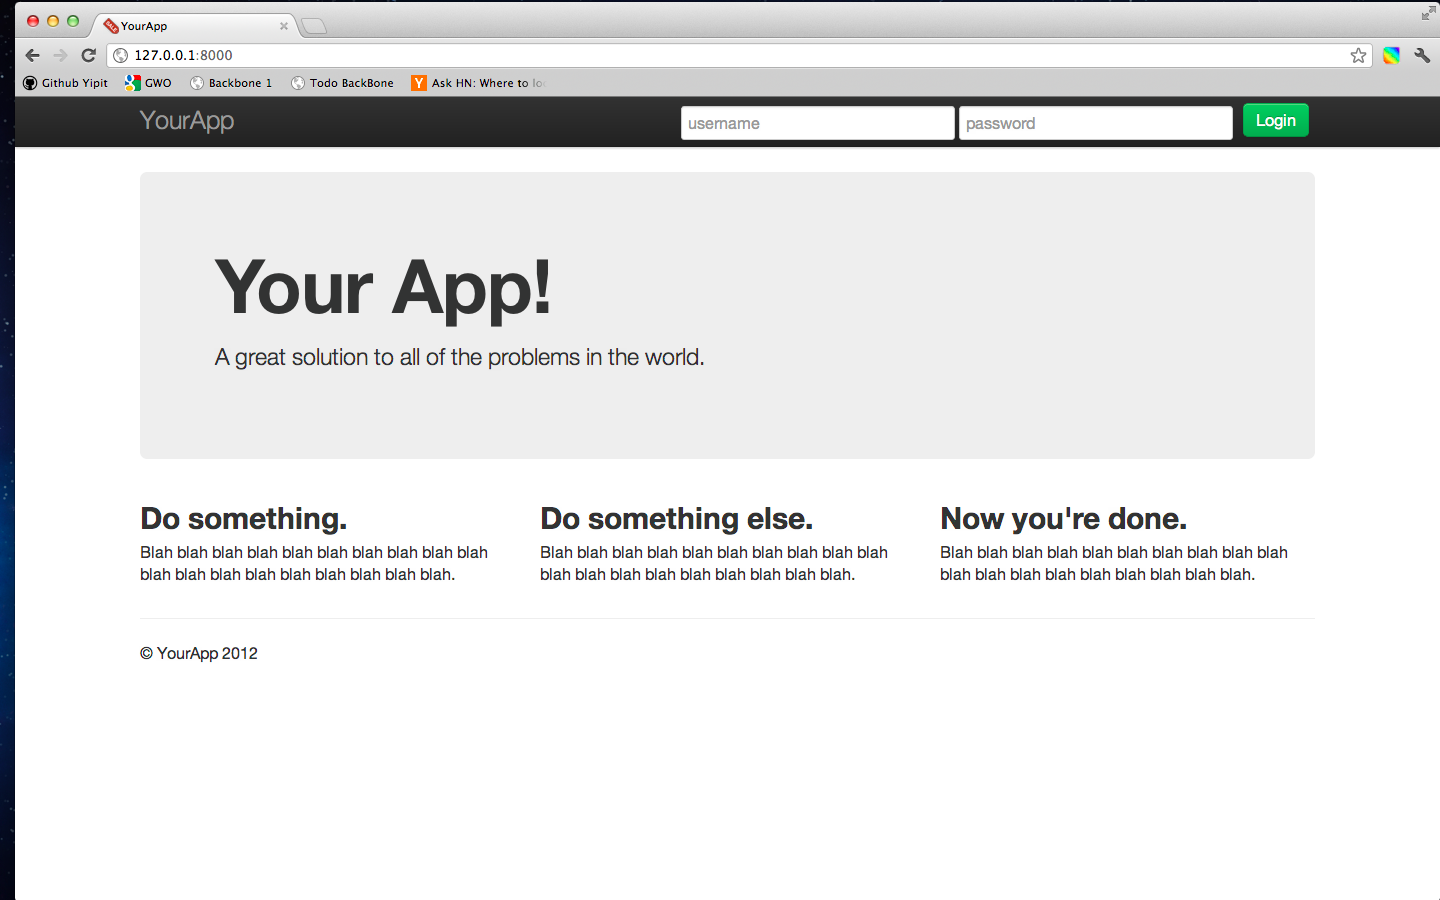 YourApp
127.0.0.1:8000
Github Yipit GWO Backbone 1 Todo BackBone Ask HN: Where to lo
YourApp username password Login
Your App!
A great solution to all of the problems in the world.
Do something.
Blah blah blah blah blah blah blah blah blah blah
blah blah blah blah blah blah blah blah blah.
Do something else.
Blah blah blah blah blah blah blah blah blah blah
blah blah blah blah blah blah blah blah blah.
Now you're done.
Blah blah blah blah blah blah blah blah blah blah
blah blah blah blah blah blah blah blah blah.
© YourApp 2012